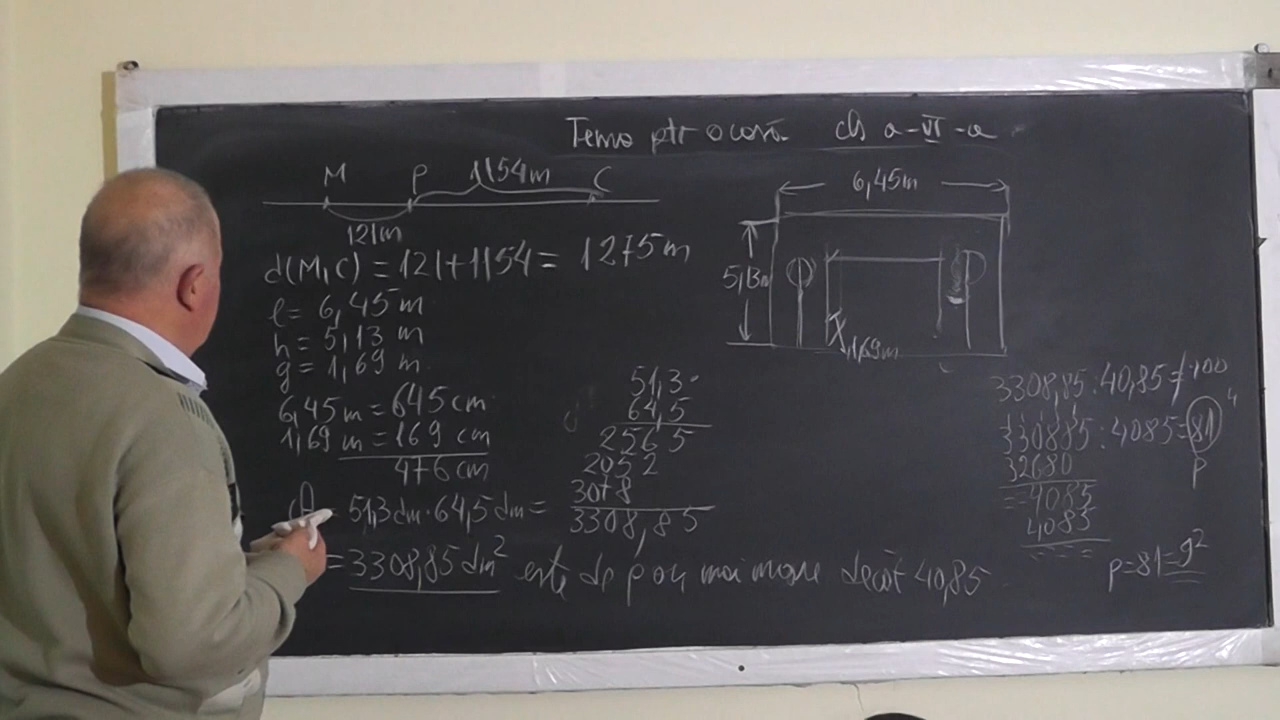 Tema ptr acasă cls a-VI-a
M P 1154m C
121m
d(M,C) = 121+1154 = 1275m
l = 6,45 m
h = 5,13 m
g = 1,69 m
6,45 m = 645 cm
1,69 m = 169 cm
476 cm
A = 51,3 dm · 64,5 dm =
= 3308,85 dm² este de p ori mai mare decât 40,85
51,3
64,5
2565
2052
3078
3308,85
6,45m
5,13m
1,69m
3308,85 : 40,85 =
330885 : 4085 = 81
32680
= 4085
4085
====
p
p=81=9²